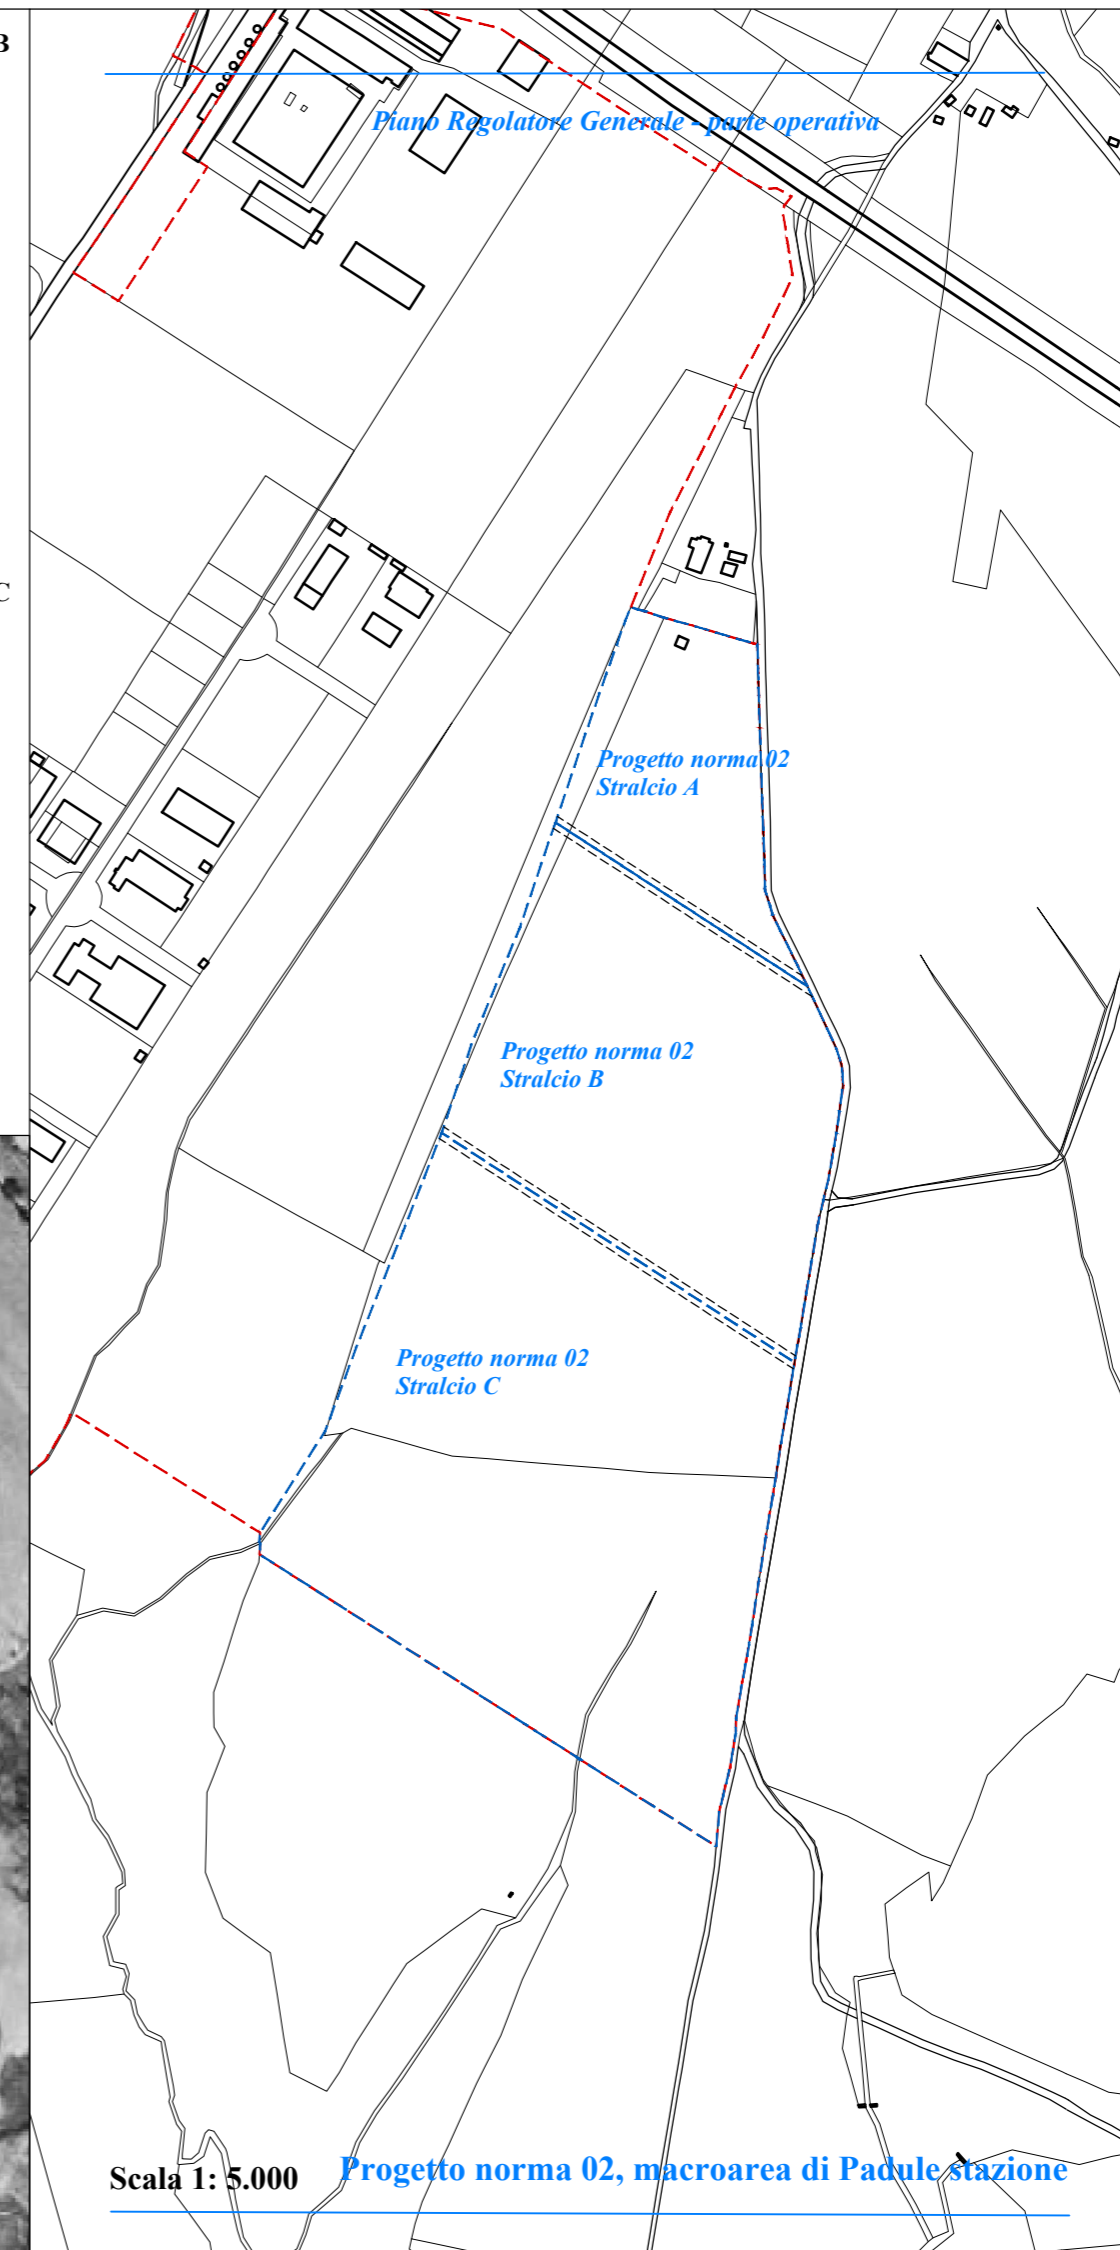 B
Piano Regolatore Generale - parte operativa
C
Progetto norma 02
Stralcio A
Progetto norma 02
Stralcio B
Progetto norma 02
Stralcio C
Scala 1: 5.000
Progetto norma 02, macroarea di Padule stazione